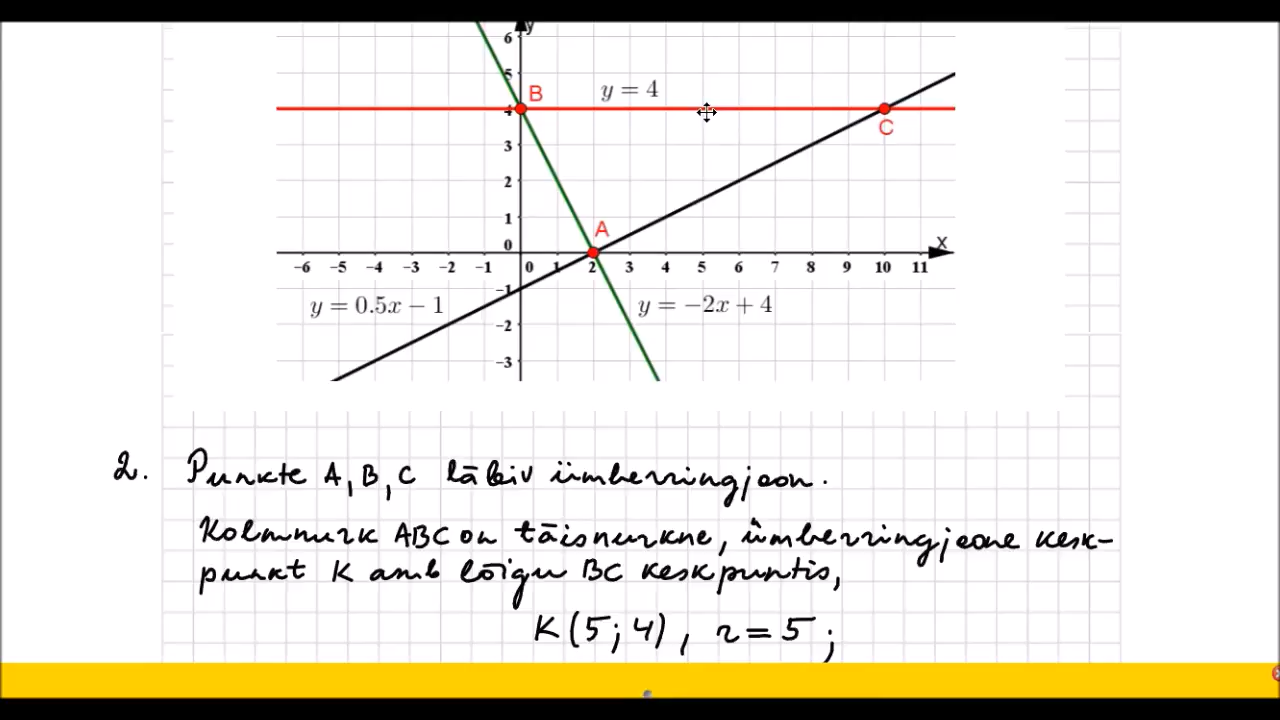 y
6
5
B
y = 4
4
C
3
2
1
A
0
x
−6 −5 −4 −3 −2 −1 0 1 2 3 4 5 6 7 8 9 10 11
−1
y = 0.5x − 1
y = −2x + 4
−2
−3
2. Punkte A, B, C läbiv ümberringjoon.
Kolmnurk ABC on täisnurkne, ümberringjoone kesk-
punkt K asub lõigu BC keskpunktis,
K(5; 4), r = 5;